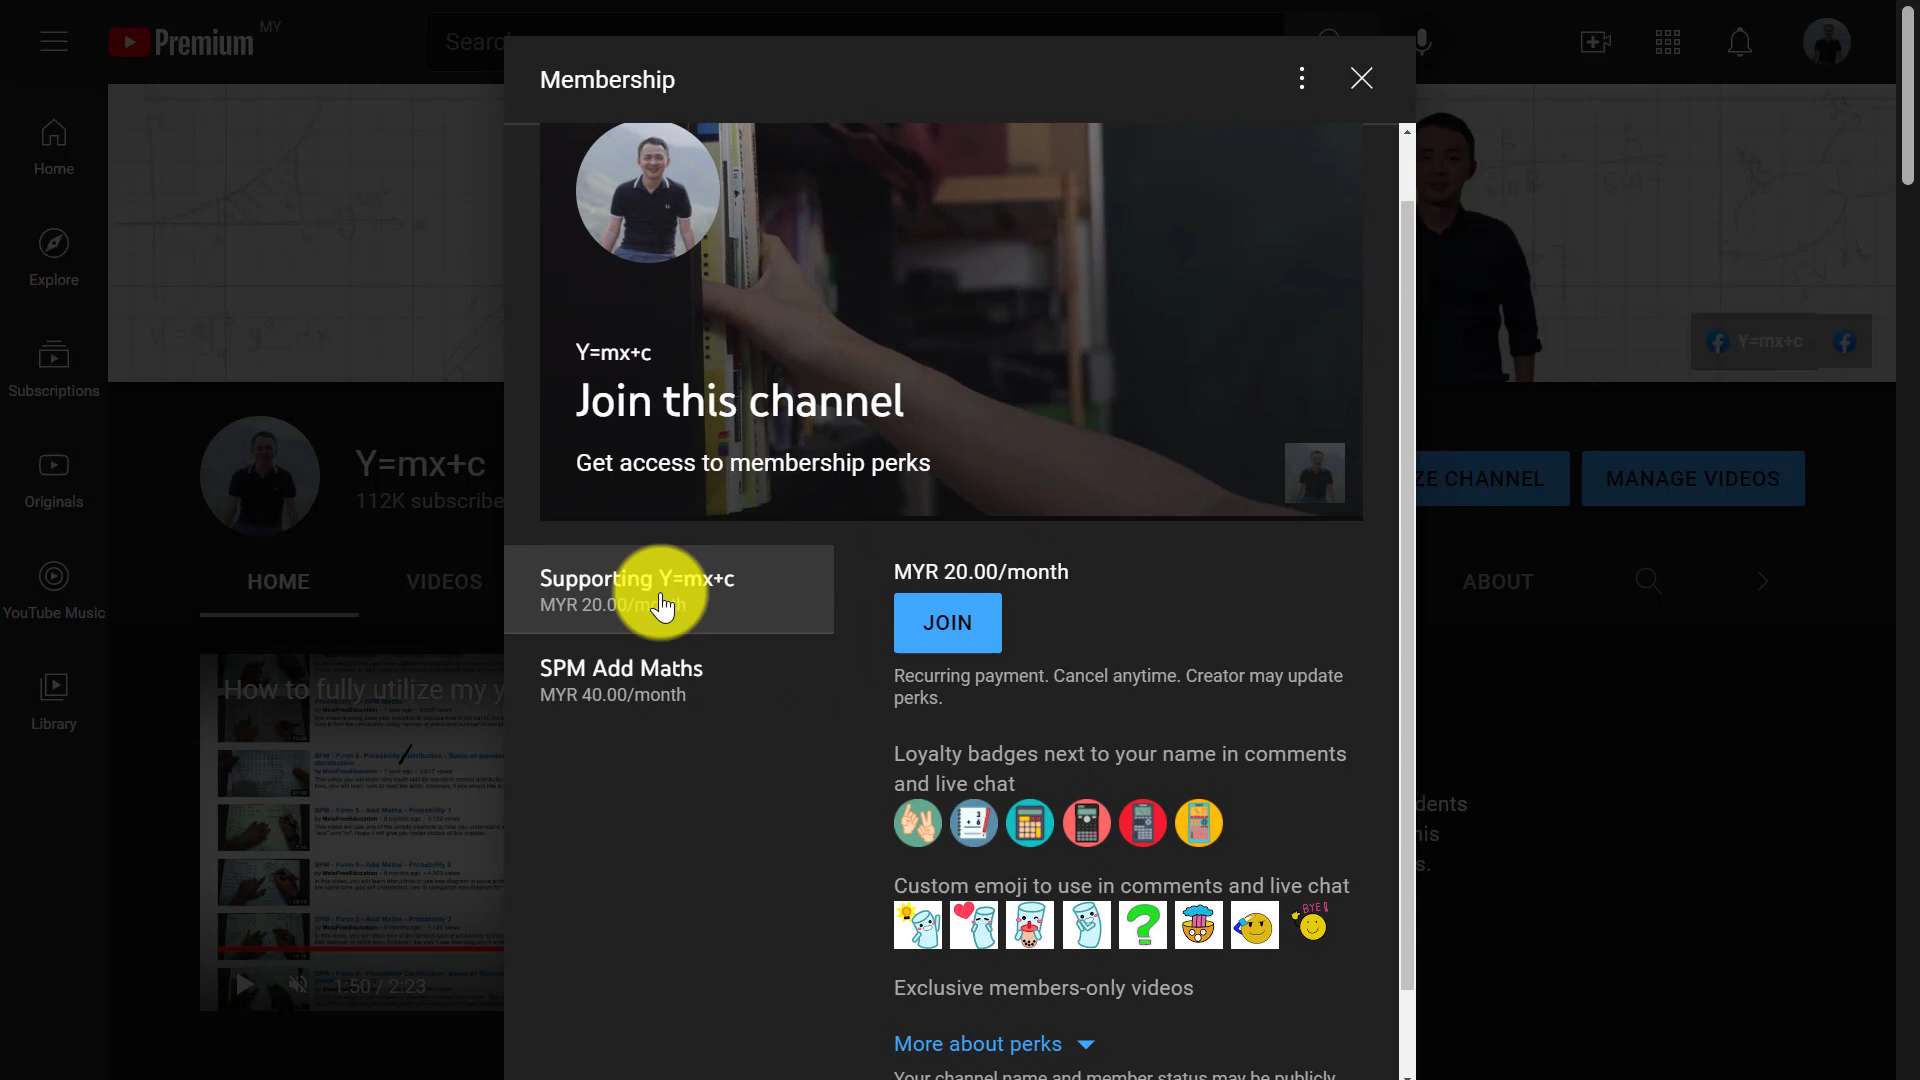 Premium
MY
Search
Membership
Home
Explore
Subscriptions
Originals
YouTube Music
Library
Y=mx+c
Join this channel
Get access to membership perks
Y=mx+c
Y=mx+c
112K subscribe
ZE CHANNEL
MANAGE VIDEOS
HOME
VIDEOS
ABOUT
How to fully utilize my y
1:50 / 2:23
Supporting Y=mx+c
MYR 20.00/month
SPM Add Maths
MYR 40.00/month
MYR 20.00/month
JOIN
Recurring payment. Cancel anytime. Creator may update
perks.
Loyalty badges next to your name in comments
and live chat
Custom emoji to use in comments and live chat
BYE!
Exclusive members-only videos
More about perks
Your channel name and member status may be publicly
dents
his
s.